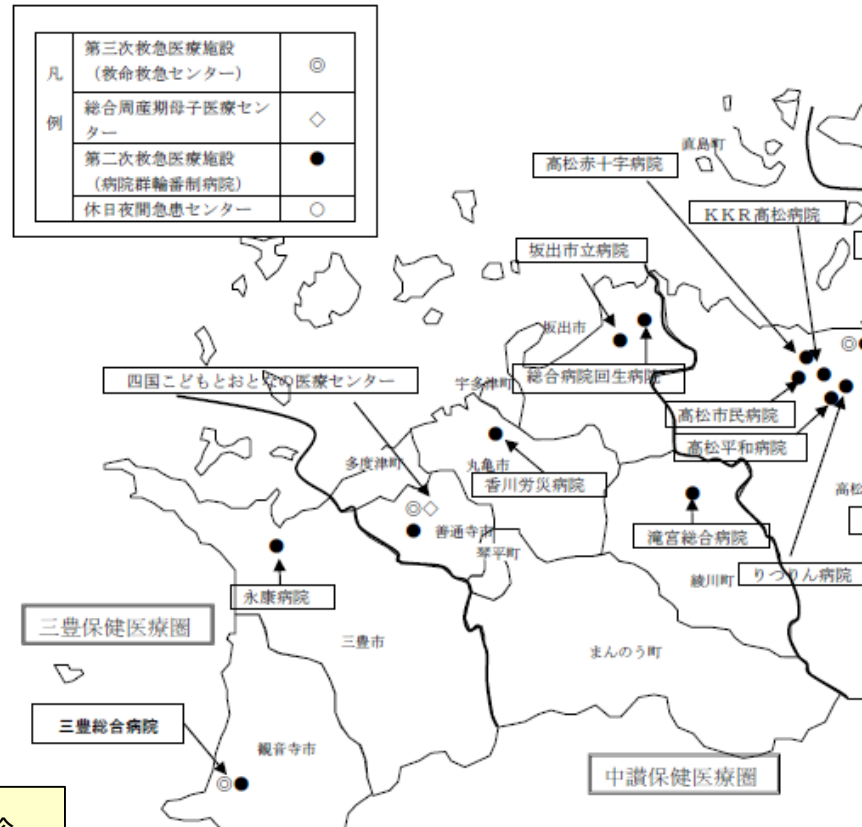 凡
例
第三次救急医療施設
（救命救急センター）
◎
総合周産期母子医療セン
ター
◇
第二次救急医療施設
（病院群輪番制病院）
●
休日夜間急患センター
○
直島町
高松赤十字病院
KKR高松病院
坂出市立病院
坂出市
総合病院回生病院
四国こどもとおとなの医療センター
宇多津町
高松市民病院
高松平和病院
多度津町
丸亀市
香川労災病院
高松
善通寺市
滝宮総合病院
琴平町
綾川町
りつりん病院
永康病院
三豊保健医療圏
三豊市
まんのう町
三豊総合病院
観音寺市
中讃保健医療圏